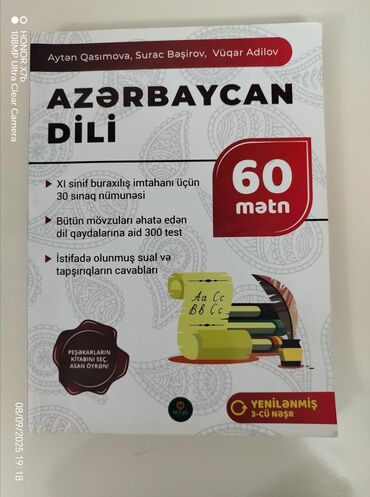 Aytən Qasımova, Surac Bəşirov, Vüqar Adilov
AZƏRBAYCAN
DİLİ
60
mətn
XI sinif buraxılış imtahanı üçün
30 sınaq nümunəsi
Bütün mövzuları əhatə edən
dil qaydalarına aid 300 test
İstifadə olunmuş sual və
tapşırıqların cavabları
Aa Cc
Bb Cc
PEŞƏKARLARIN
KİTABINI SEÇ,
ASAN ÖYRƏN!
YENİLƏNMİŞ
3-CÜ NƏŞR
HONOR X7b
108MP Ultra Clear Camera
08/09/2025 19:18